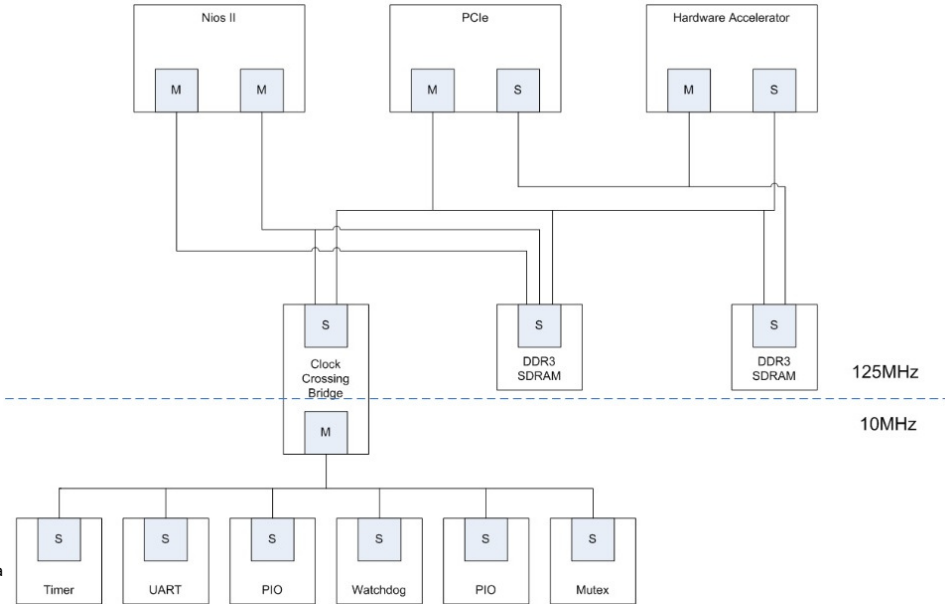 Nios II
PCIe
Hardware Accelerator
M
M
M
S
M
S
S
Clock
Crossing
Bridge
S
DDR3
SDRAM
S
DDR3
SDRAM
125MHz
10MHz
M
S
S
S
S
S
S
a
Timer
UART
PIO
Watchdog
PIO
Mutex